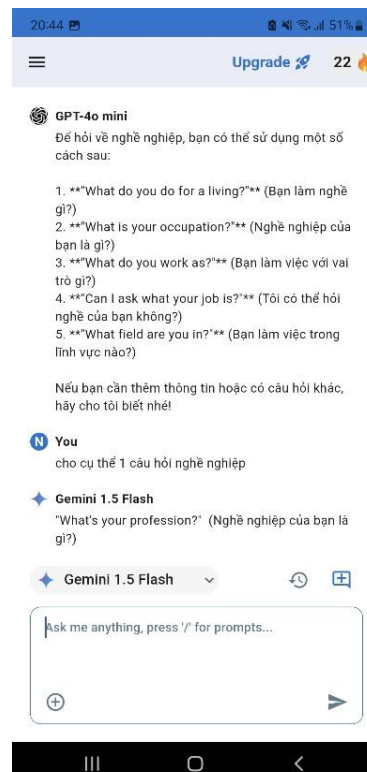 20:44 51%
Upgrade 22
GPT-4o mini
Để hỏi về nghề nghiệp, bạn có thể sử dụng một số
cách sau:
1. **"What do you do for a living?"** (Bạn làm nghề
gì?)
2. **"What is your occupation?"** (Nghề nghiệp của
bạn là gì?)
3. **"What do you work as?"** (Bạn làm việc với vai
trò gì?)
4. **"Can I ask what your job is?"** (Tôi có thể hỏi
nghề của bạn không?)
5. **"What field are you in?"** (Bạn làm việc trong
lĩnh vực nào?)
Nếu bạn cần thêm thông tin hoặc có câu hỏi khác,
hãy cho tôi biết nhé!
N You
cho cụ thể 1 câu hỏi nghề nghiệp
Gemini 1.5 Flash
"What's your profession?" (Nghề nghiệp của bạn là
gì?)
Gemini 1.5 Flash
Ask me anything, press '/' for prompts...